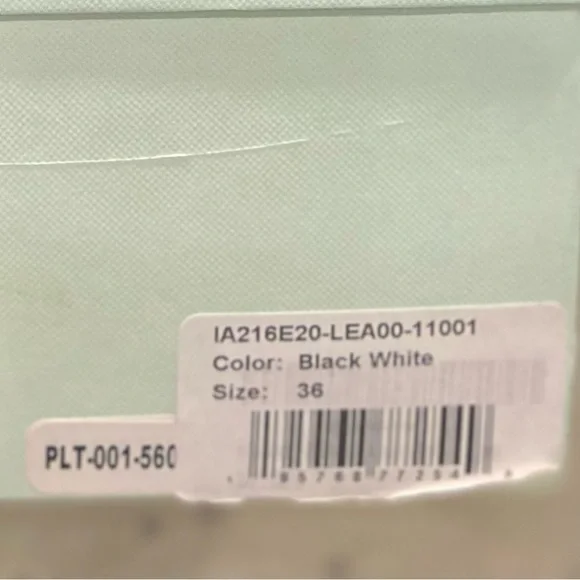 IA216E20-LEA00-11001
Color: Black White
Size: 36
PLT-001-560